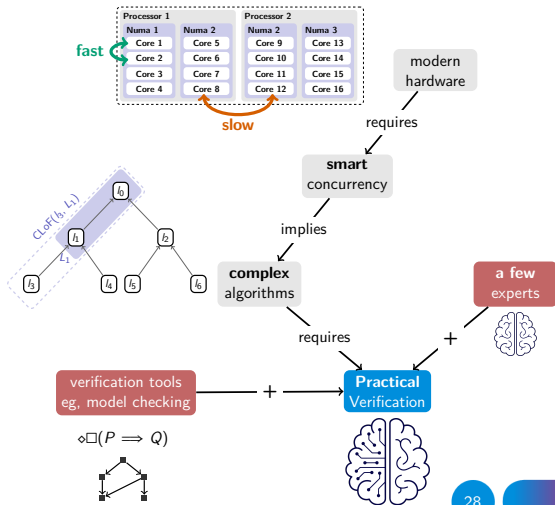 Processor 1
Processor 2
Numa 1
Numa 2
Numa 2
Numa 3
Core 1
Core 5
Core 9
Core 13
Core 2
Core 6
Core 10
Core 14
Core 3
Core 7
Core 11
Core 15
Core 4
Core 8
Core 12
Core 16
fast
slow
modern
hardware
requires
smart
concurrency
implies
complex
algorithms
CLoF(l₃, L₁)
L₁
l₀
l₁
l₂
l₃
l₄
l₅
l₆
a few
experts
requires
+
verification tools
eg, model checking
+
Practical
Verification
⋄□(P ⟹ Q)
28